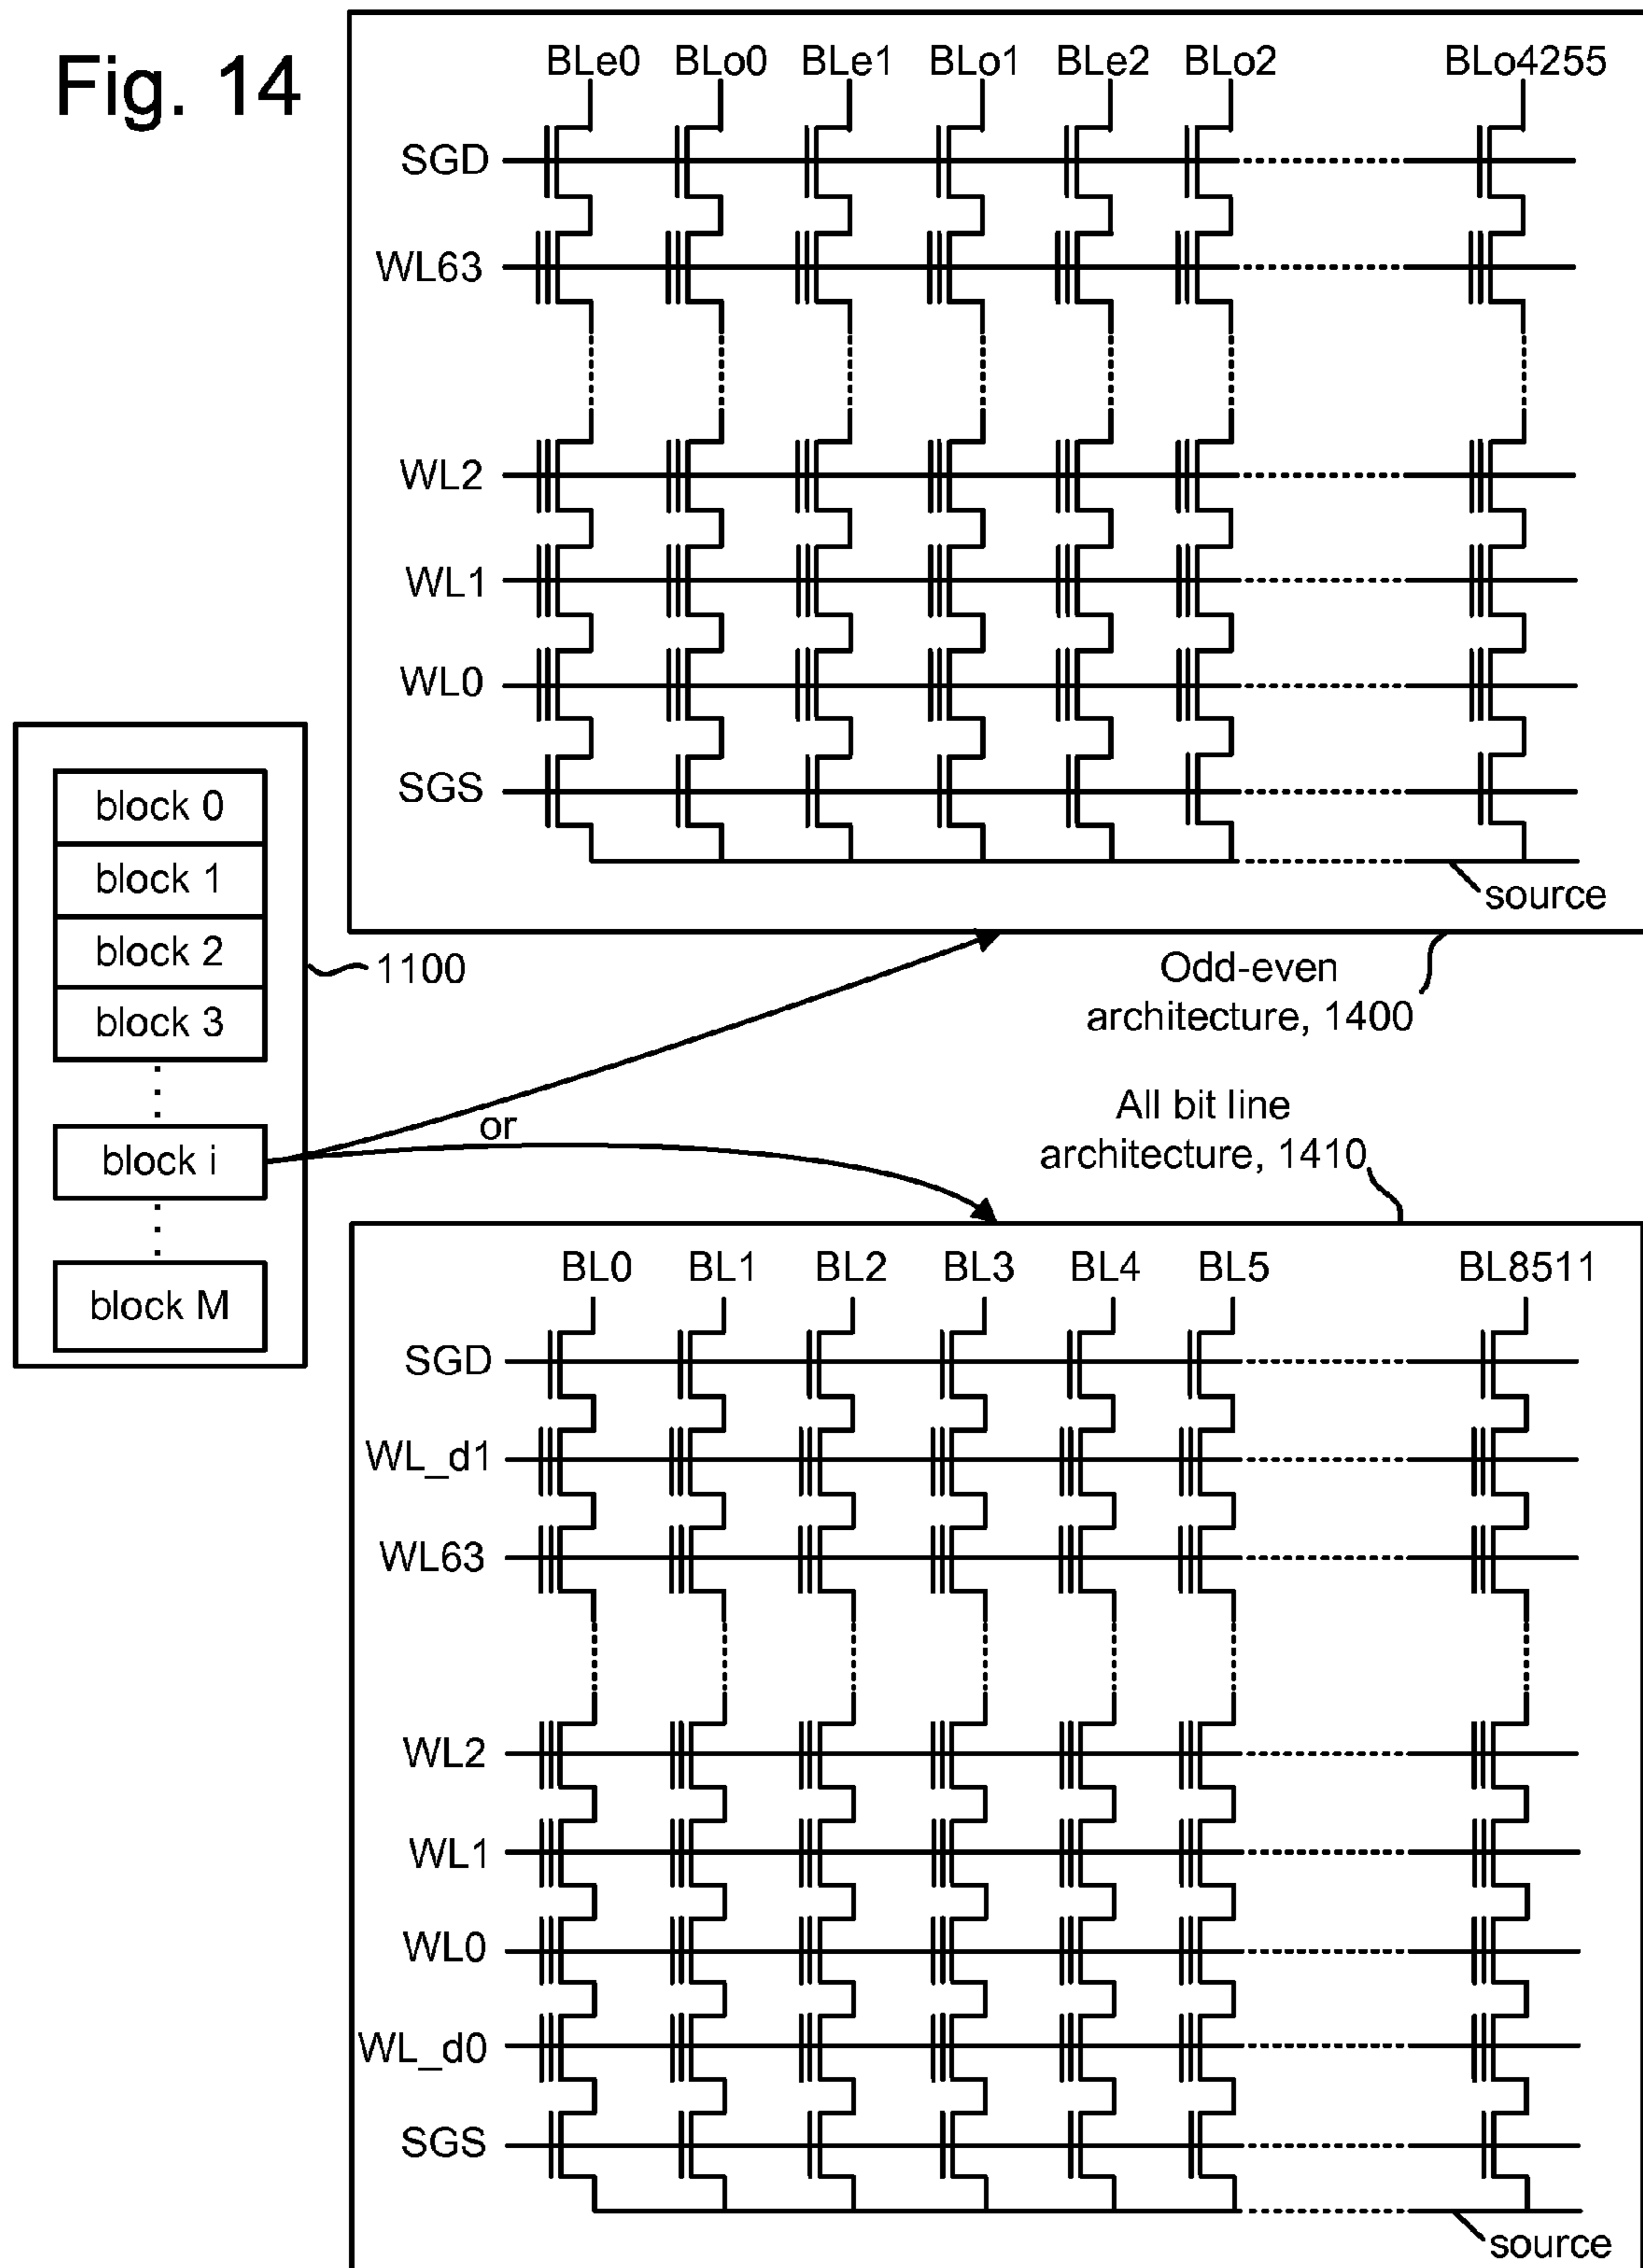 Fig. 14
BLe0 BLo0 BLe1 BLo1 BLe2 BLo2 BLo4255
SGD
WL63
WL2
WL1
WL0
SGS
source
block 0
block 1
block 2
block 3
block i
block M
1100
or
Odd-even
architecture, 1400
All bit line
architecture, 1410
BL0 BL1 BL2 BL3 BL4 BL5 BL8511
SGD
WL_d1
WL63
WL2
WL1
WL0
WL_d0
SGS
source